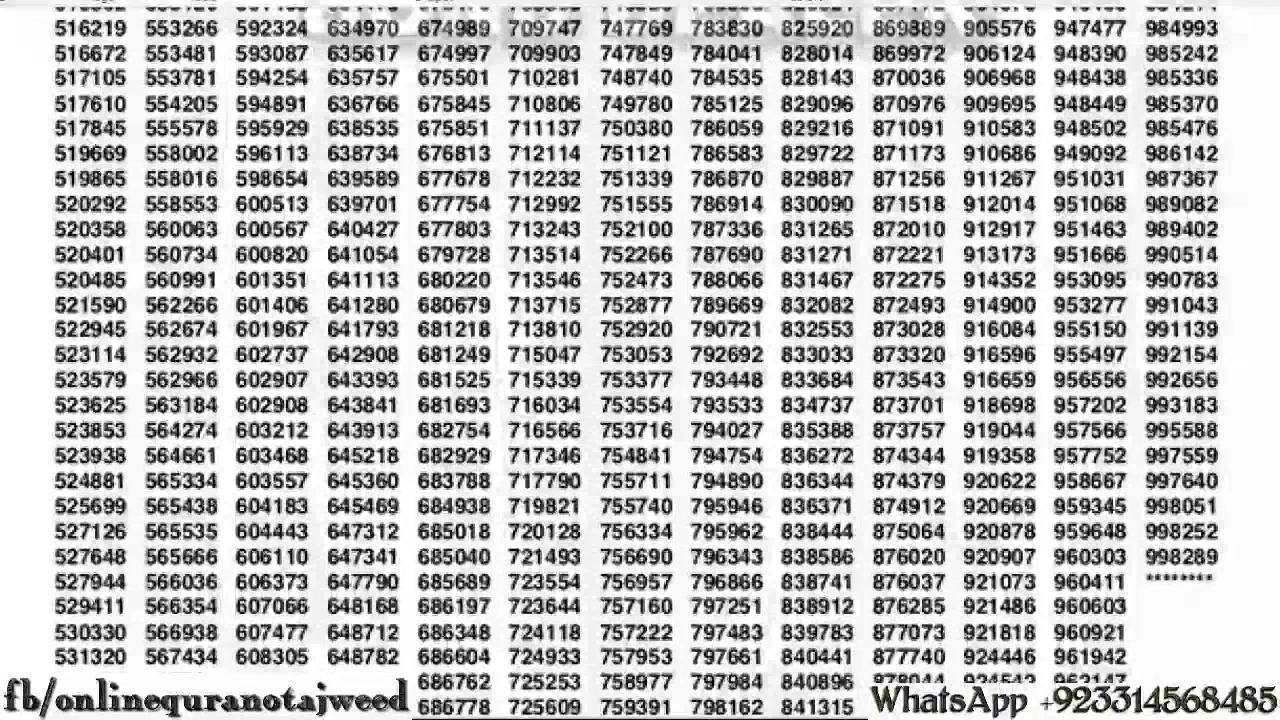 516219 553266 592324 634970 674989 709747 747769 783830 825920 869889 905576 947477 984993
516672 553481 593087 635617 674997 709903 747849 784041 828014 869972 906124 948390 985242
517105 553781 594254 635757 675501 710281 748740 784535 828143 870036 906968 948438 985336
517610 554205 594891 636766 675845 710806 749780 785125 829096 870976 909695 948449 985370
517845 555578 595929 638535 675851 711137 750380 786059 829216 871091 910583 948502 985476
519669 558002 596113 638734 676813 712114 751121 786583 829722 871173 910686 949092 986142
519865 558016 598654 639589 677678 712232 751339 786870 829887 871256 911267 951031 987367
520292 558553 600513 639701 677754 712992 751555 786914 830090 871518 912014 951068 989082
520358 560063 600567 640427 677803 713243 752100 787336 831265 872010 912917 951463 989402
520401 560734 600820 641054 679728 713514 752266 787690 831271 872221 913173 951666 990514
520485 560991 601351 641113 680220 713546 752473 788066 831467 872275 914352 953095 990783
521590 562266 601406 641280 680679 713715 752877 789669 832082 872493 914900 953277 991043
522945 562674 601967 641793 681218 713810 752920 790721 832553 873028 916084 955150 991139
523114 562932 602737 642908 681249 715047 753053 792692 833033 873320 916596 955497 992154
523579 562966 602907 643393 681525 715339 753377 793448 833684 873543 916659 956556 992656
523625 563184 602908 643841 681693 716034 753554 793533 834737 873701 918698 957202 993183
523853 564274 603212 643913 682754 716566 753716 794027 835388 873757 919044 957566 995588
523938 564661 603468 645218 682929 717346 754841 794754 836272 874344 919358 957752 997559
524881 565334 603557 645360 683788 717790 755711 794890 836344 874379 920622 958667 997640
525699 565438 604183 645469 684938 719821 755740 795946 836371 874912 920669 959345 998051
527126 565535 604443 647312 685018 720128 756334 795962 838444 875064 920878 959648 998252
527648 565666 606110 647341 685040 721493 756690 796343 838586 876020 920907 960303 998289
527944 566036 606373 647790 685689 723554 756957 796866 838741 876037 921073 960411 ********
529411 566354 607066 648168 686197 723644 757160 797251 838912 876285 921486 960603
530330 566938 607477 648712 686348 724118 757222 797483 839783 877073 921818 960921
531320 567434 608305 648782 686604 724933 757953 797661 840441 877740 924446 961942
686762 725253 758977 797984 840896
fb/onlinequranotajweed 686778 725609 759391 798162 841315 WhatsApp +923314568485